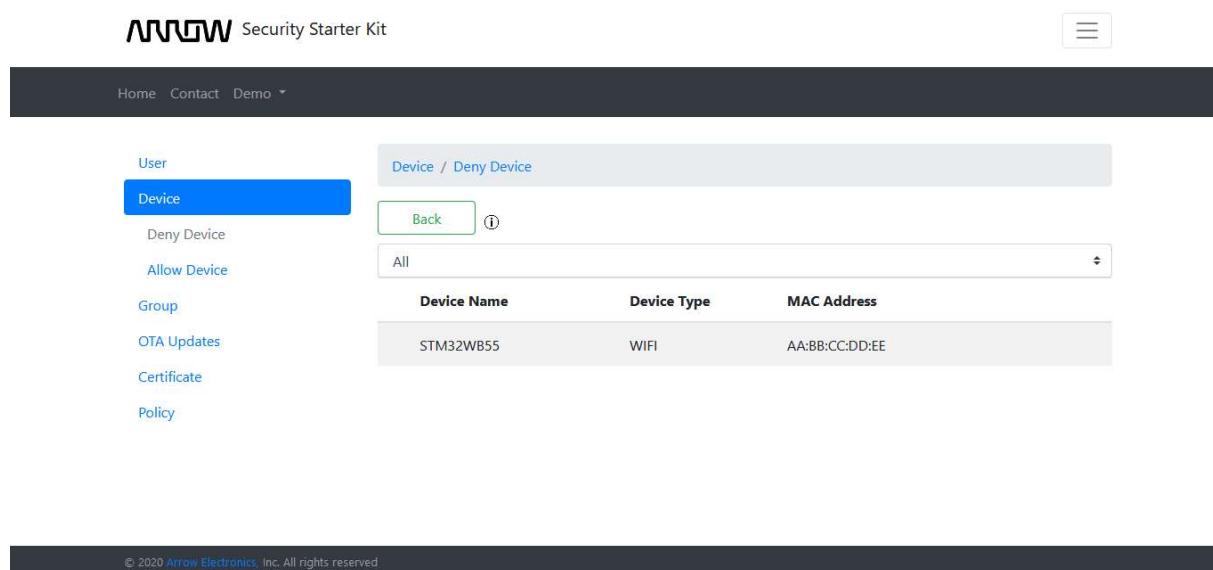 ARROW Security Starter Kit
Home Contact Demo
User
Device
Deny Device
Allow Device
Group
OTA Updates
Certificate
Policy
Device / Deny Device
Back
All
Device Name Device Type MAC Address
STM32WB55 WIFI AA:BB:CC:DD:EE
© 2020 Arrow Electronics, Inc. All rights reserved